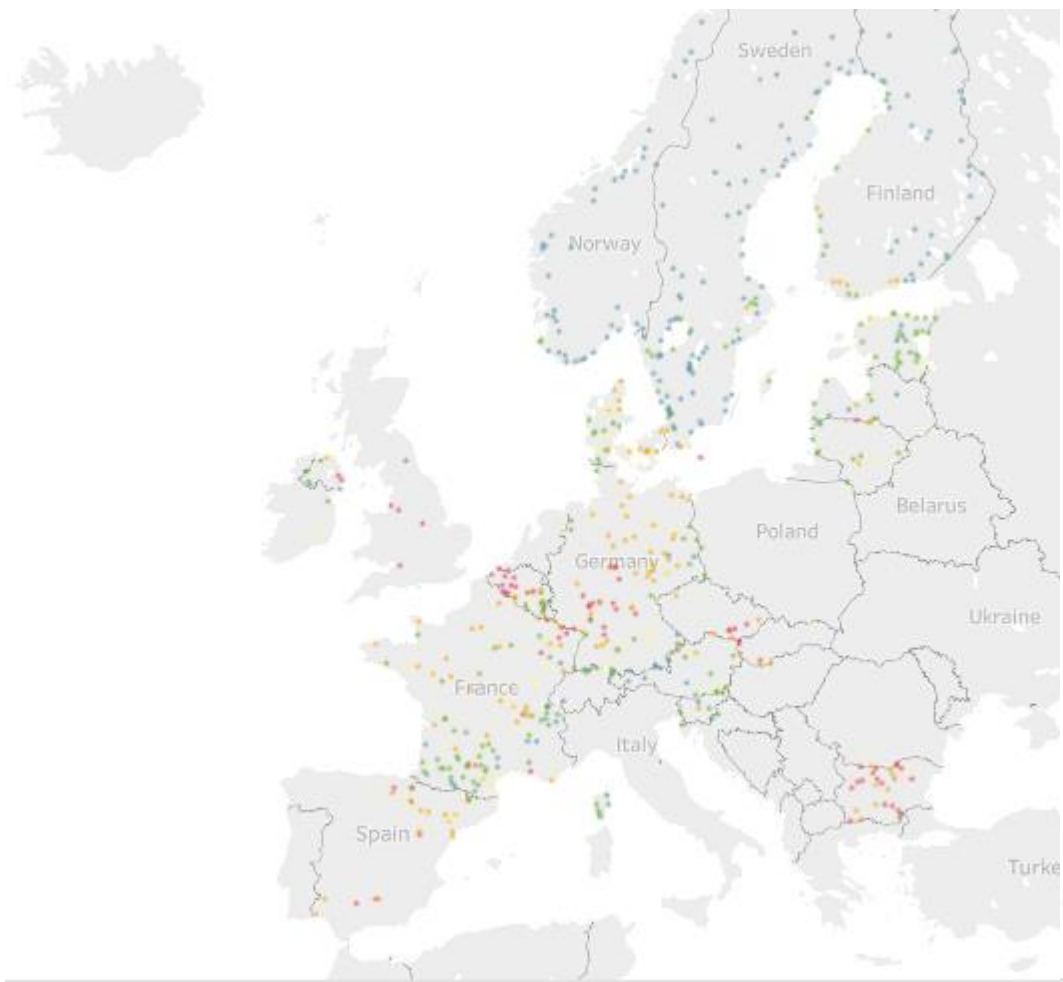 Sweden
Finland
Norway
Belarus
Poland
Germany
Ukraine
France
Italy
Spain
Turke